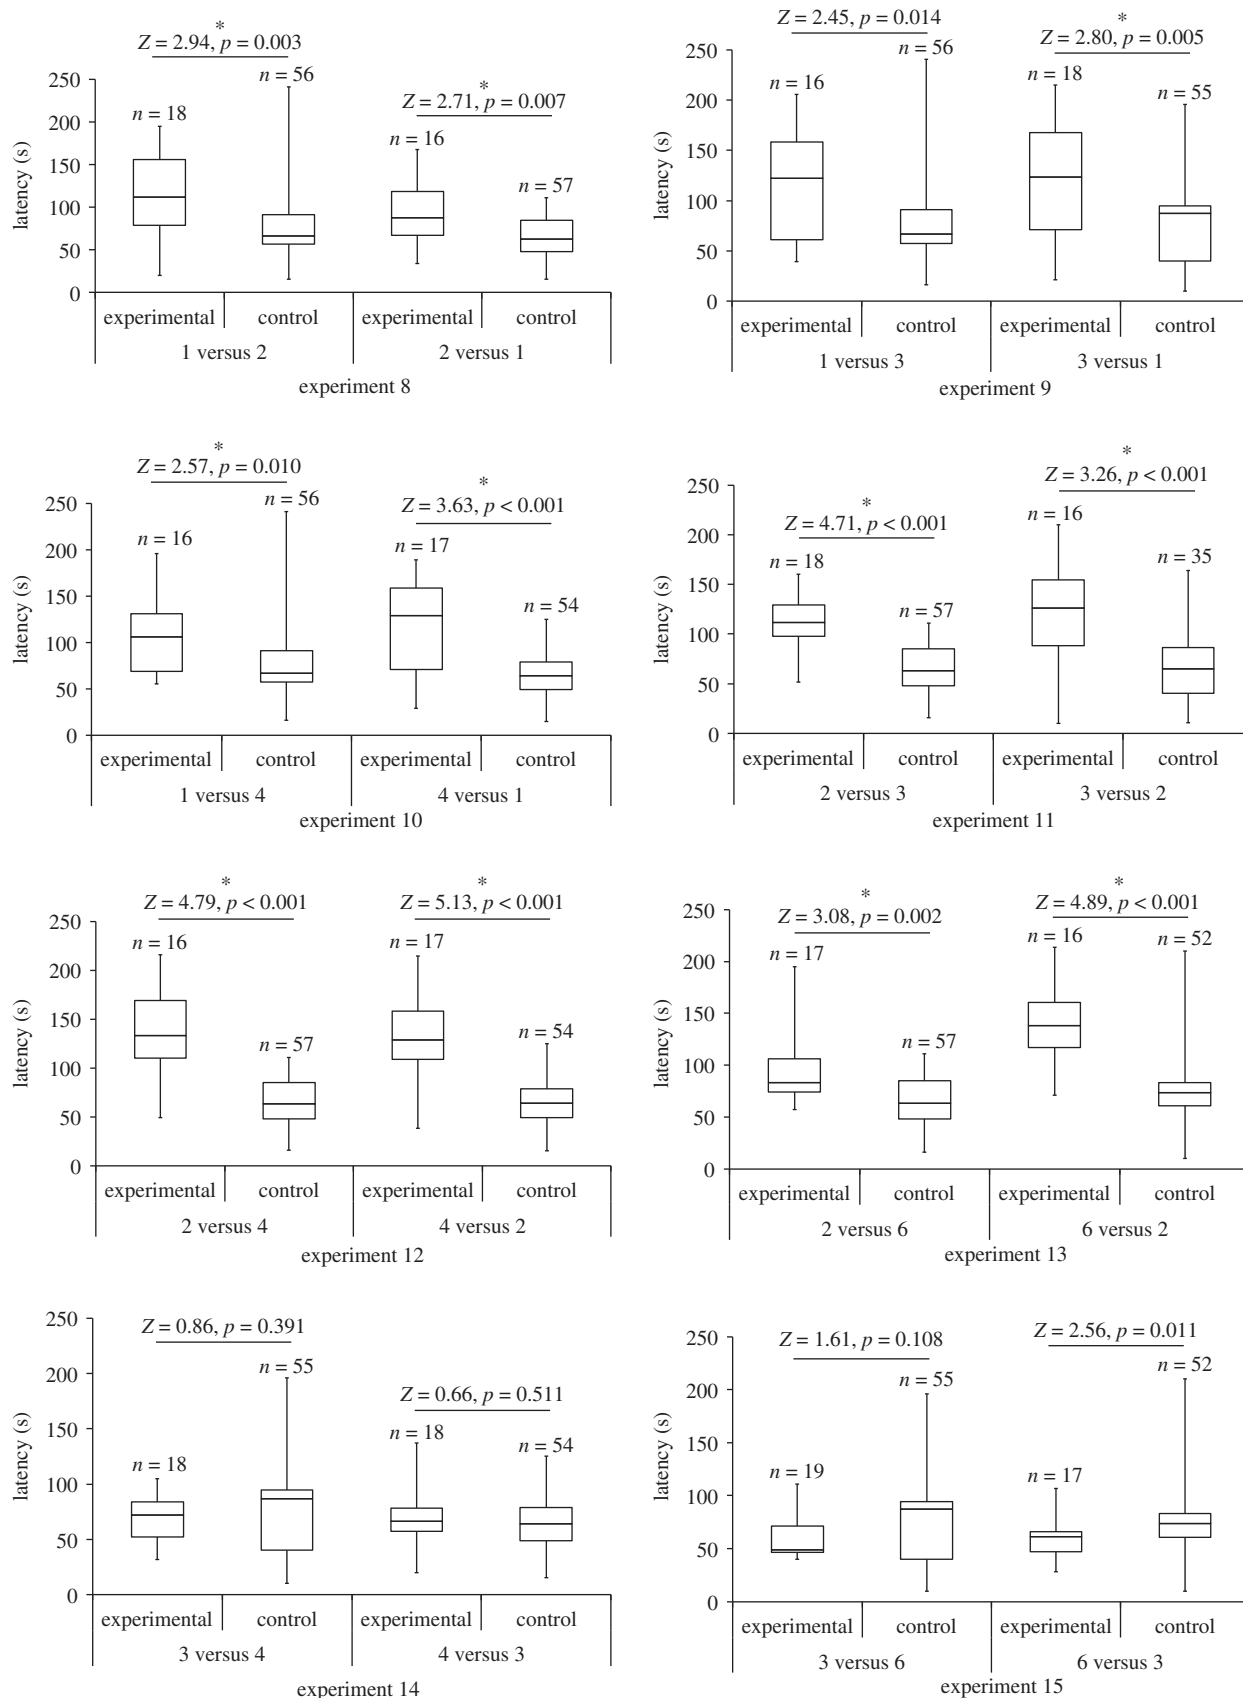 *
Z = 2.94, p = 0.003
n = 56
250
*
Z = 2.71, p = 0.007
n = 18
200
n = 16
150
n = 57
100
50
0
latency (s)
experimental control experimental control
1 versus 2 2 versus 1
experiment 8
Z = 2.45, p = 0.014
*
Z = 2.80, p = 0.005
n = 56
250
n = 16
n = 18
n = 55
200
150
100
50
0
latency (s)
experimental control experimental control
1 versus 3 3 versus 1
experiment 9
*
Z = 2.57, p = 0.010
*
Z = 3.63, p < 0.001
n = 56
250
n = 16
n = 17
200
150
n = 54
100
50
0
latency (s)
experimental control experimental control
1 versus 4 4 versus 1
experiment 10
*
Z = 3.26, p < 0.001
*
Z = 4.71, p < 0.001
250
n = 16
200
n = 18
n = 35
150
n = 57
100
50
0
latency (s)
experimental control experimental control
2 versus 3 3 versus 2
experiment 11
*
Z = 4.79, p < 0.001
*
Z = 5.13, p < 0.001
250
n = 16
n = 17
200
150
n = 57
n = 54
100
50
0
latency (s)
experimental control experimental control
2 versus 4 4 versus 2
experiment 12
*
Z = 3.08, p = 0.002
*
Z = 4.89, p < 0.001
250
n = 17
n = 16
n = 52
200
150
n = 57
100
50
0
latency (s)
experimental control experimental control
2 versus 6 6 versus 2
experiment 13
Z = 0.86, p = 0.391
250
n = 55
200
Z = 0.66, p = 0.511
n = 18
150
n = 18
n = 54
100
50
0
latency (s)
experimental control experimental control
3 versus 4 4 versus 3
experiment 14
Z = 1.61, p = 0.108
Z = 2.56, p = 0.011
250
n = 55
n = 52
200
150
n = 19
n = 17
100
50
0
latency (s)
experimental control experimental control
3 versus 6 6 versus 3
experiment 15